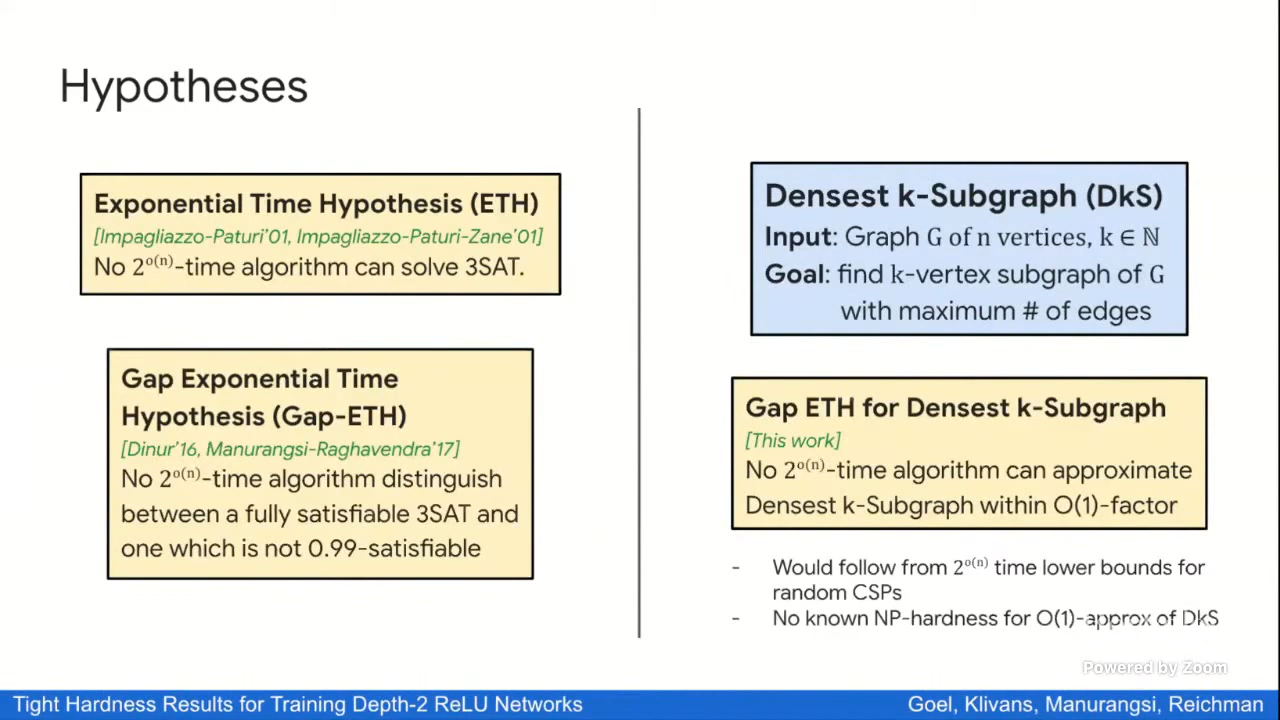 Hypotheses
Exponential Time Hypothesis (ETH)
[Impagliazzo-Paturi'01, Impagliazzo-Paturi-Zane'01]
No 2^o(n)-time algorithm can solve 3SAT.
Gap Exponential Time
Hypothesis (Gap-ETH)
[Dinur'16, Manurangsi-Raghavendra'17]
No 2^o(n)-time algorithm distinguish
between a fully satisfiable 3SAT and
one which is not 0.99-satisfiable
Densest k-Subgraph (DkS)
Input: Graph G of n vertices, k ∈ ℕ
Goal: find k-vertex subgraph of G
with maximum # of edges
Gap ETH for Densest k-Subgraph
[This work]
No 2^o(n)-time algorithm can approximate
Densest k-Subgraph within O(1)-factor
- Would follow from 2^o(n) time lower bounds for
random CSPs
- No known NP-hardness for O(1)-approx of DkS
Powered by Zoom
Tight Hardness Results for Training Depth-2 ReLU Networks
Goel, Klivans, Manurangsi, Reichman